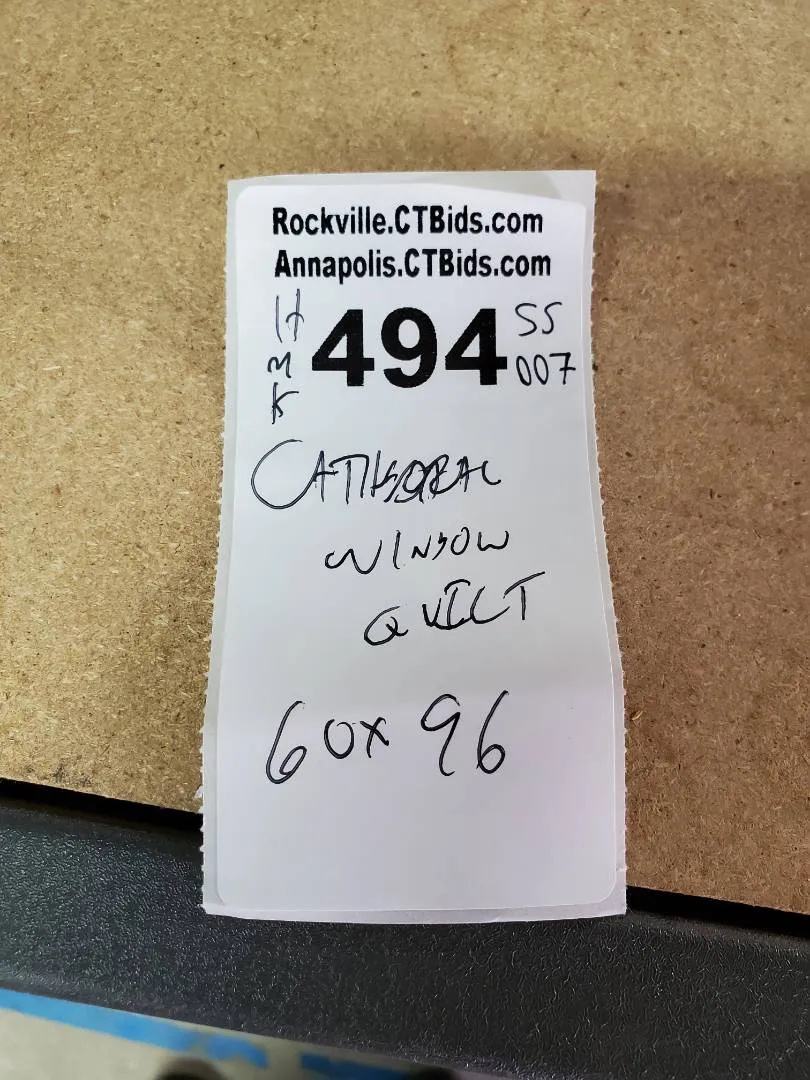 Rockville.CTBids.com
Annapolis.CTBids.com
H 494 SS
M 007
K
CATHEDRAL
WINDOW
QUILT
60x96